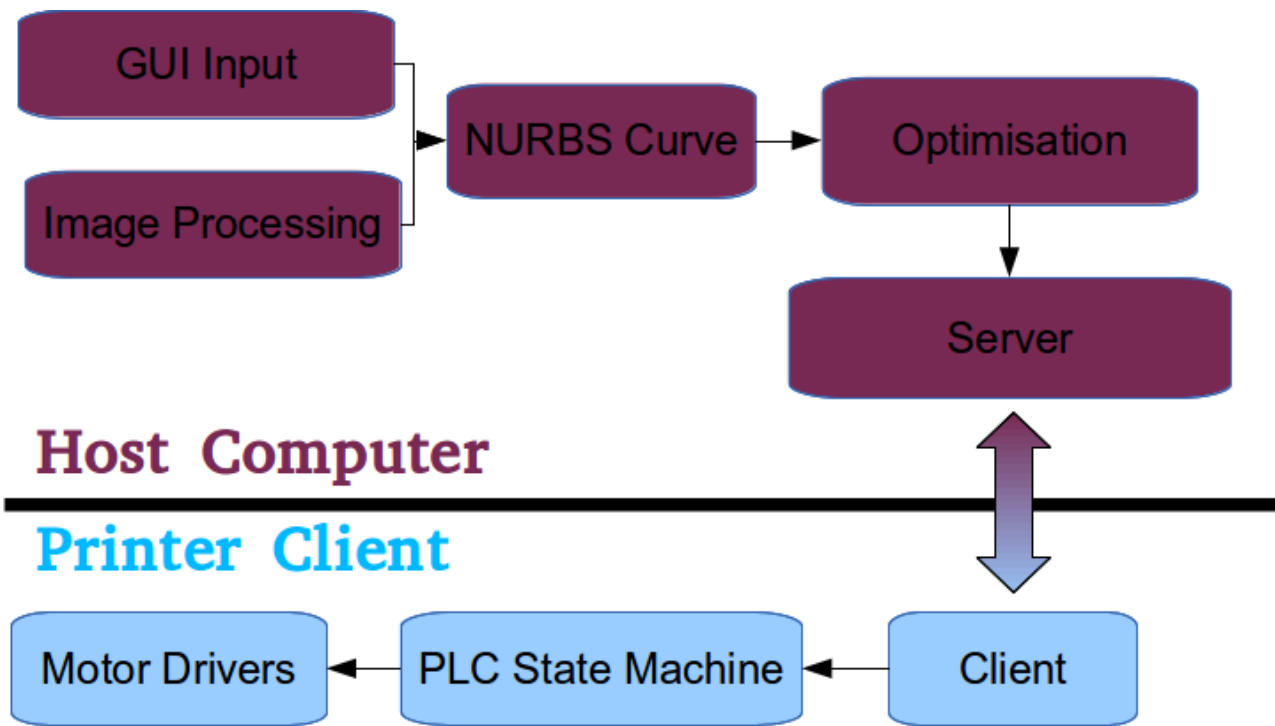 GUI Input
Image Processing
NURBS Curve
Optimisation
Server
Host Computer
Printer Client
Motor Drivers
PLC State Machine
Client